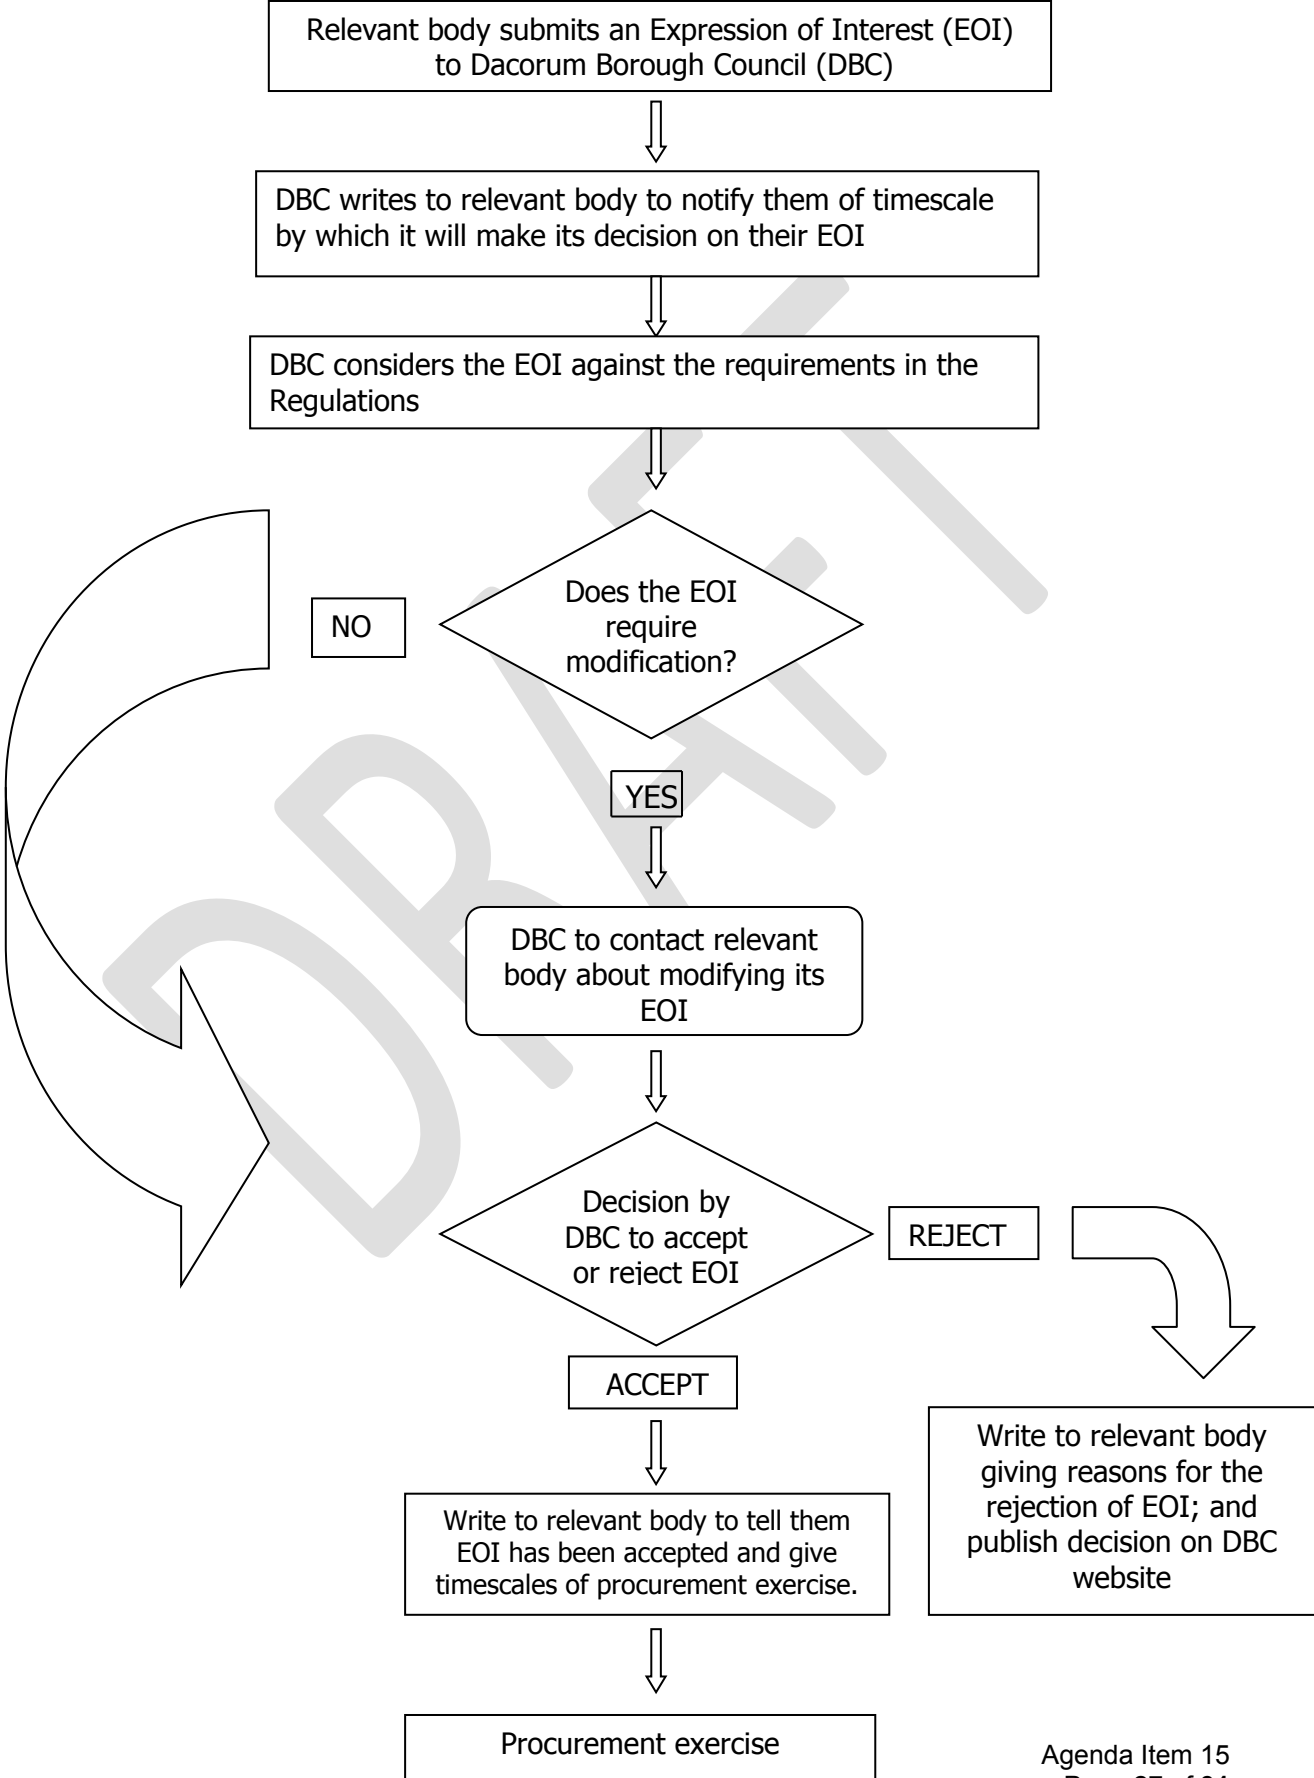 Relevant body submits an Expression of Interest (EOI)
to Dacorum Borough Council (DBC)
DBC writes to relevant body to notify them of timescale
by which it will make its decision on their EOI
DBC considers the EOI against the requirements in the
Regulations
Does the EOI
require
modification?
NO
YES
DBC to contact relevant
body about modifying its
EOI
Decision by
DBC to accept
or reject EOI
REJECT
ACCEPT
Write to relevant body
giving reasons for the
rejection of EOI; and
publish decision on DBC
website
Write to relevant body to tell them
EOI has been accepted and give
timescales of procurement exercise.
Procurement exercise
Agenda Item 15
DRAFT